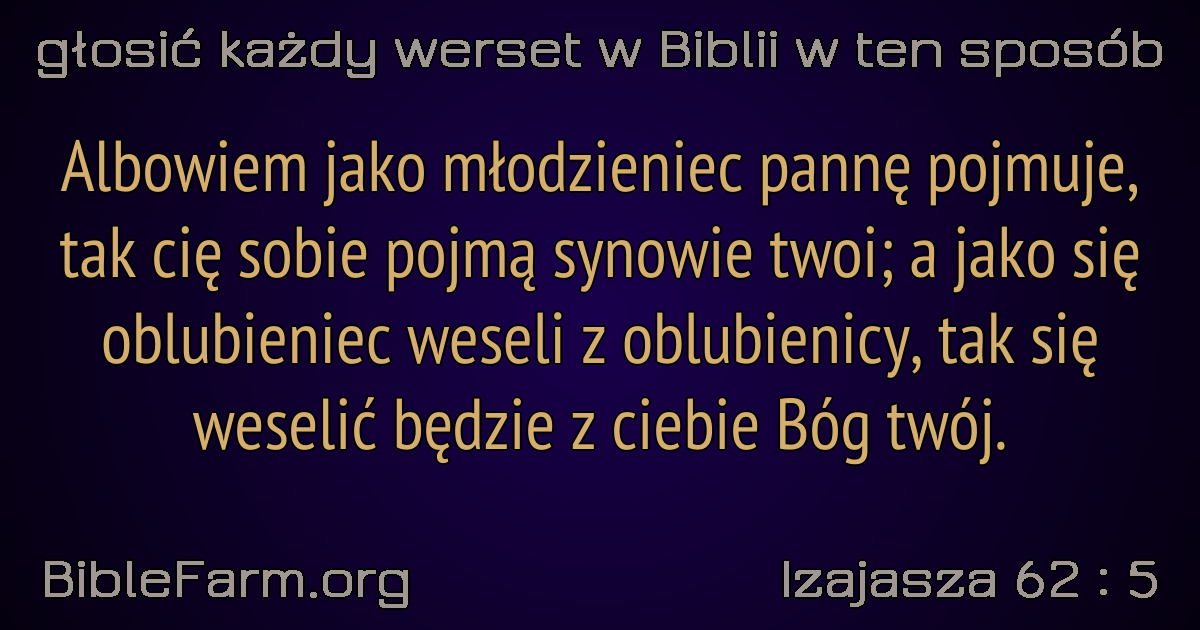 głosić każdy werset w Biblii w ten sposób
Albowiem jako młodzieniec pannę pojmuje,
tak cię sobie pojmą synowie twoi; a jako się
oblubieniec weseli z oblubienicy, tak się
weselić będzie z ciebie Bóg twój.
BibleFarm.org
Izajasza 62 : 5